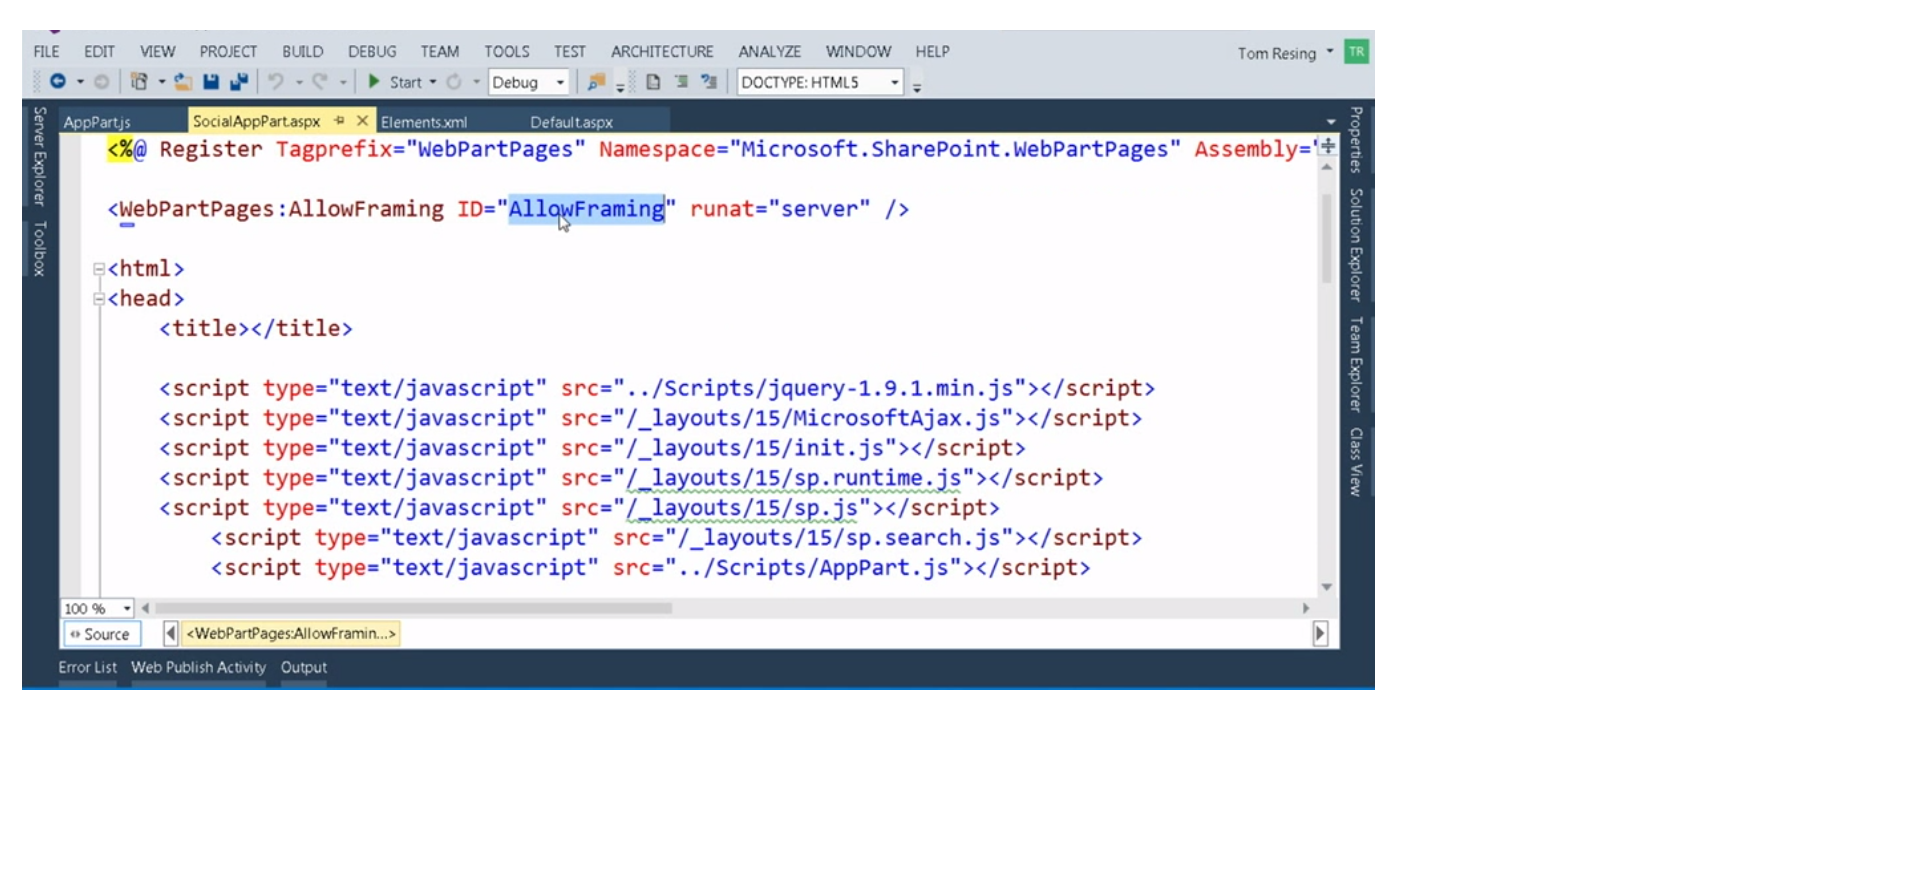 FILE EDIT VIEW PROJECT BUILD DEBUG TEAM TOOLS TEST ARCHITECTURE ANALYZE WINDOW HELP Tom Resing TR
Start Debug DOCTYPE: HTML5
AppPart.js SocialAppPart.aspx Elements.xml Default.aspx
Server Explorer
Toolbox
<%@ Register Tagprefix="WebPartPages" Namespace="Microsoft.SharePoint.WebPartPages" Assembly="
<WebPartPages:AllowFraming ID="AllowFraming" runat="server" />
<html>
<head>
<title></title>
<script type="text/javascript" src="../Scripts/jquery-1.9.1.min.js"></script>
<script type="text/javascript" src="/_layouts/15/MicrosoftAjax.js"></script>
<script type="text/javascript" src="/_layouts/15/init.js"></script>
<script type="text/javascript" src="/_layouts/15/sp.runtime.js"></script>
<script type="text/javascript" src="/_layouts/15/sp.js"></script>
<script type="text/javascript" src="/_layouts/15/sp.search.js"></script>
<script type="text/javascript" src="../Scripts/AppPart.js"></script>
Properties
Solution Explorer
Team Explorer
Class View
100 %
Source <WebPartPages:AllowFramin...>
Error List Web Publish Activity Output